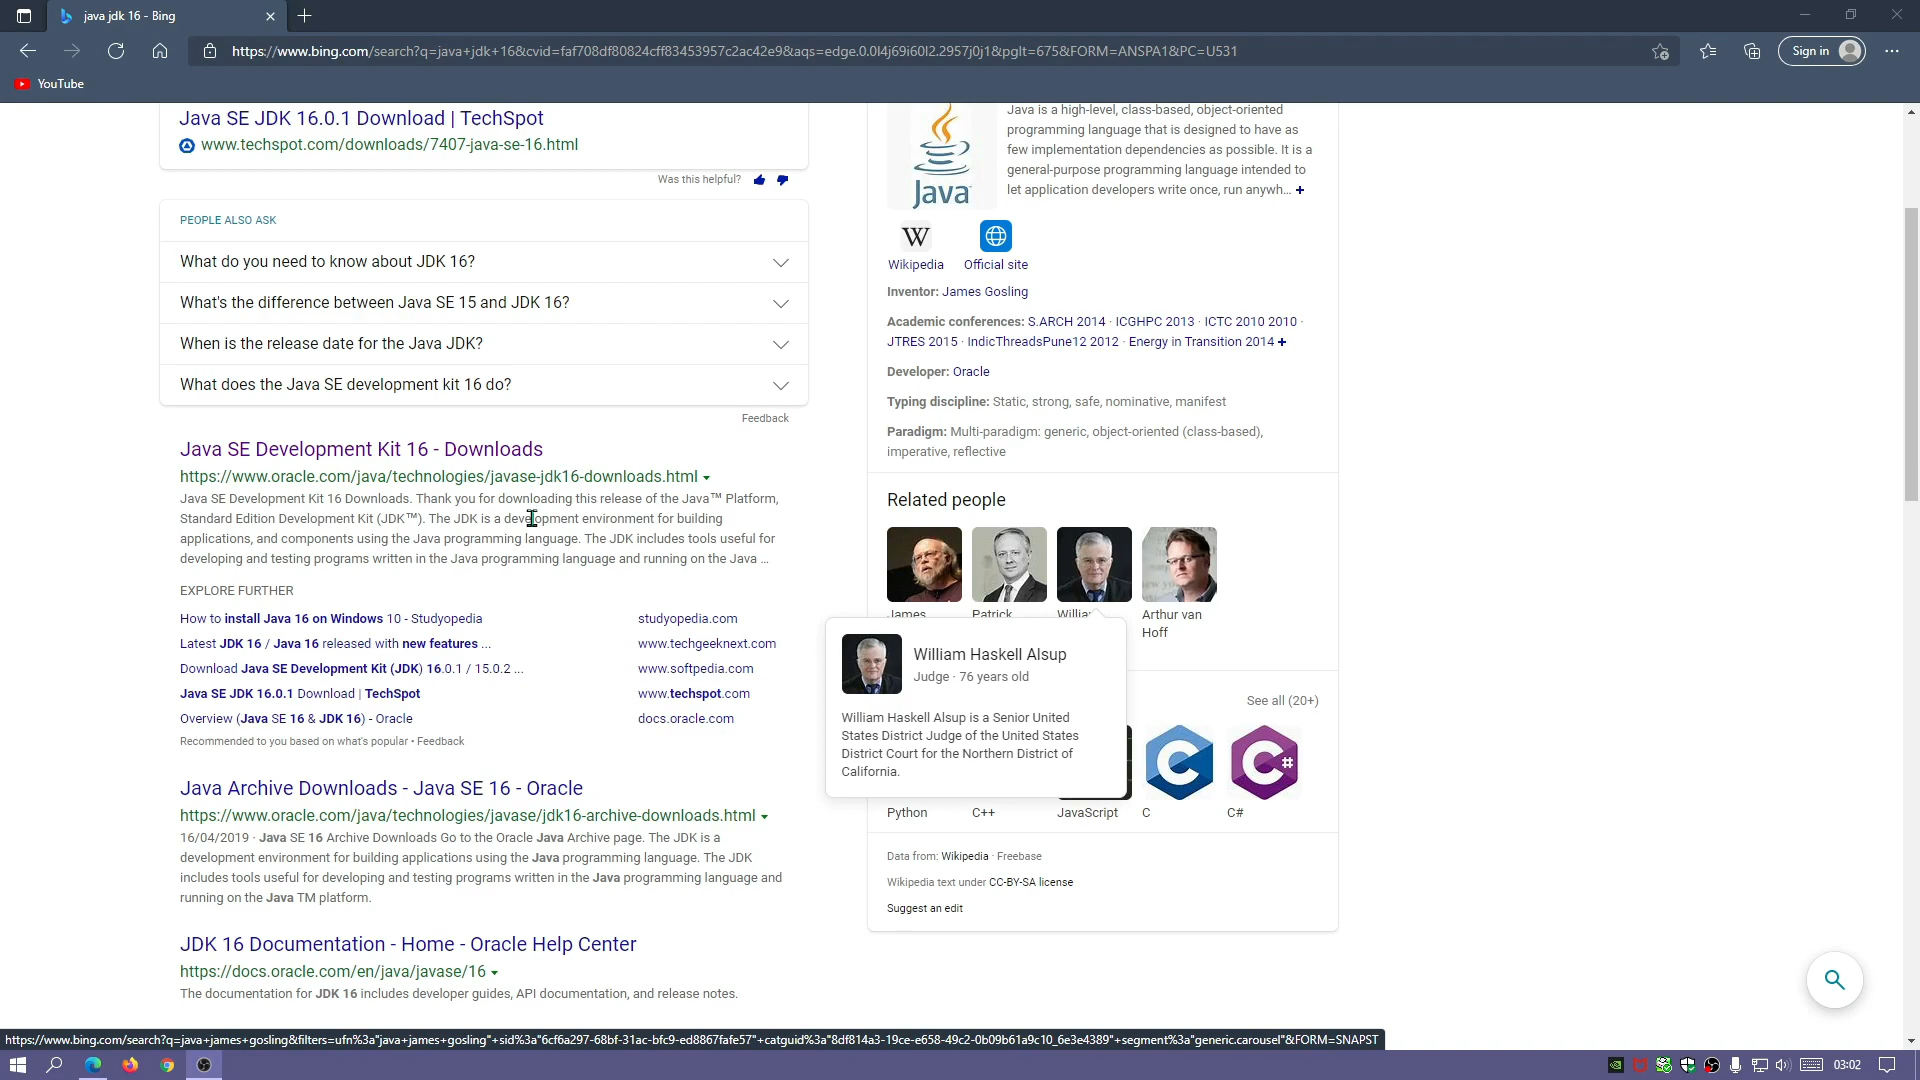 java jdk 16 - Bing
https://www.bing.com/search?q=java+jdk+16&cvid=faf708df80824cff83453957c2ac42e9&aqs=edge.0.0l4j69i60l2.2957j0j1&pglt=675&FORM=ANSPA1&PC=U531
Sign in
YouTube
Java SE JDK 16.0.1 Download | TechSpot
www.techspot.com/downloads/7407-java-se-16.html
Was this helpful?
PEOPLE ALSO ASK
What do you need to know about JDK 16?
What's the difference between Java SE 15 and JDK 16?
When is the release date for the Java JDK?
What does the Java SE development kit 16 do?
Feedback
Java SE Development Kit 16 - Downloads
https://www.oracle.com/java/technologies/javase-jdk16-downloads.html
Java SE Development Kit 16 Downloads. Thank you for downloading this release of the Java™ Platform,
Standard Edition Development Kit (JDK™). The JDK is a development environment for building
applications, and components using the Java programming language. The JDK includes tools useful for
developing and testing programs written in the Java programming language and running on the Java ...
EXPLORE FURTHER
How to install Java 16 on Windows 10 - Studyopedia studyopedia.com
Latest JDK 16 / Java 16 released with new features ... www.techgeeknext.com
Download Java SE Development Kit (JDK) 16.0.1 / 15.0.2 ... www.softpedia.com
Java SE JDK 16.0.1 Download | TechSpot www.techspot.com
Overview (Java SE 16 & JDK 16) - Oracle docs.oracle.com
Recommended to you based on what's popular • Feedback
Java Archive Downloads - Java SE 16 - Oracle
https://www.oracle.com/java/technologies/javase/jdk16-archive-downloads.html
16/04/2019 · Java SE 16 Archive Downloads Go to the Oracle Java Archive page. The JDK is a
development environment for building applications using the Java programming language. The JDK
includes tools useful for developing and testing programs written in the Java programming language and
running on the Java TM platform.
JDK 16 Documentation - Home - Oracle Help Center
https://docs.oracle.com/en/java/javase/16
The documentation for JDK 16 includes developer guides, API documentation, and release notes.
Java
Java is a high-level, class-based, object-oriented
programming language that is designed to have as
few implementation dependencies as possible. It is a
general-purpose programming language intended to
let application developers write once, run anywh... +
W
Wikipedia Official site
Inventor: James Gosling
Academic conferences: S.ARCH 2014 · ICGHPC 2013 · ICTC 2010 2010 ·
JTRES 2015 · IndicThreadsPune12 2012 · Energy in Transition 2014 +
Developer: Oracle
Typing discipline: Static, strong, safe, nominative, manifest
Paradigm: Multi-paradigm: generic, object-oriented (class-based),
imperative, reflective
Related people
James Patrick Willia Arthur van
Hoff
William Haskell Alsup
Judge · 76 years old
William Haskell Alsup is a Senior United
States District Judge of the United States
District Court for the Northern District of
California.
See all (20+)
C C#
Python C++ JavaScript C C#
Data from: Wikipedia · Freebase
Wikipedia text under CC-BY-SA license
Suggest an edit
https://www.bing.com/search?q=java+james+gosling&filters=ufn%3a"java+james+gosling"+sid%3a"6cf6a297-68bf-31ac-bfc9-ed8867fafe57"+catguid%3a"8df814a3-19ce-e658-49c2-0b09b61a9c10_6e3e4389"+segment%3a"generic.carousel"&FORM=SNAPST
03:02